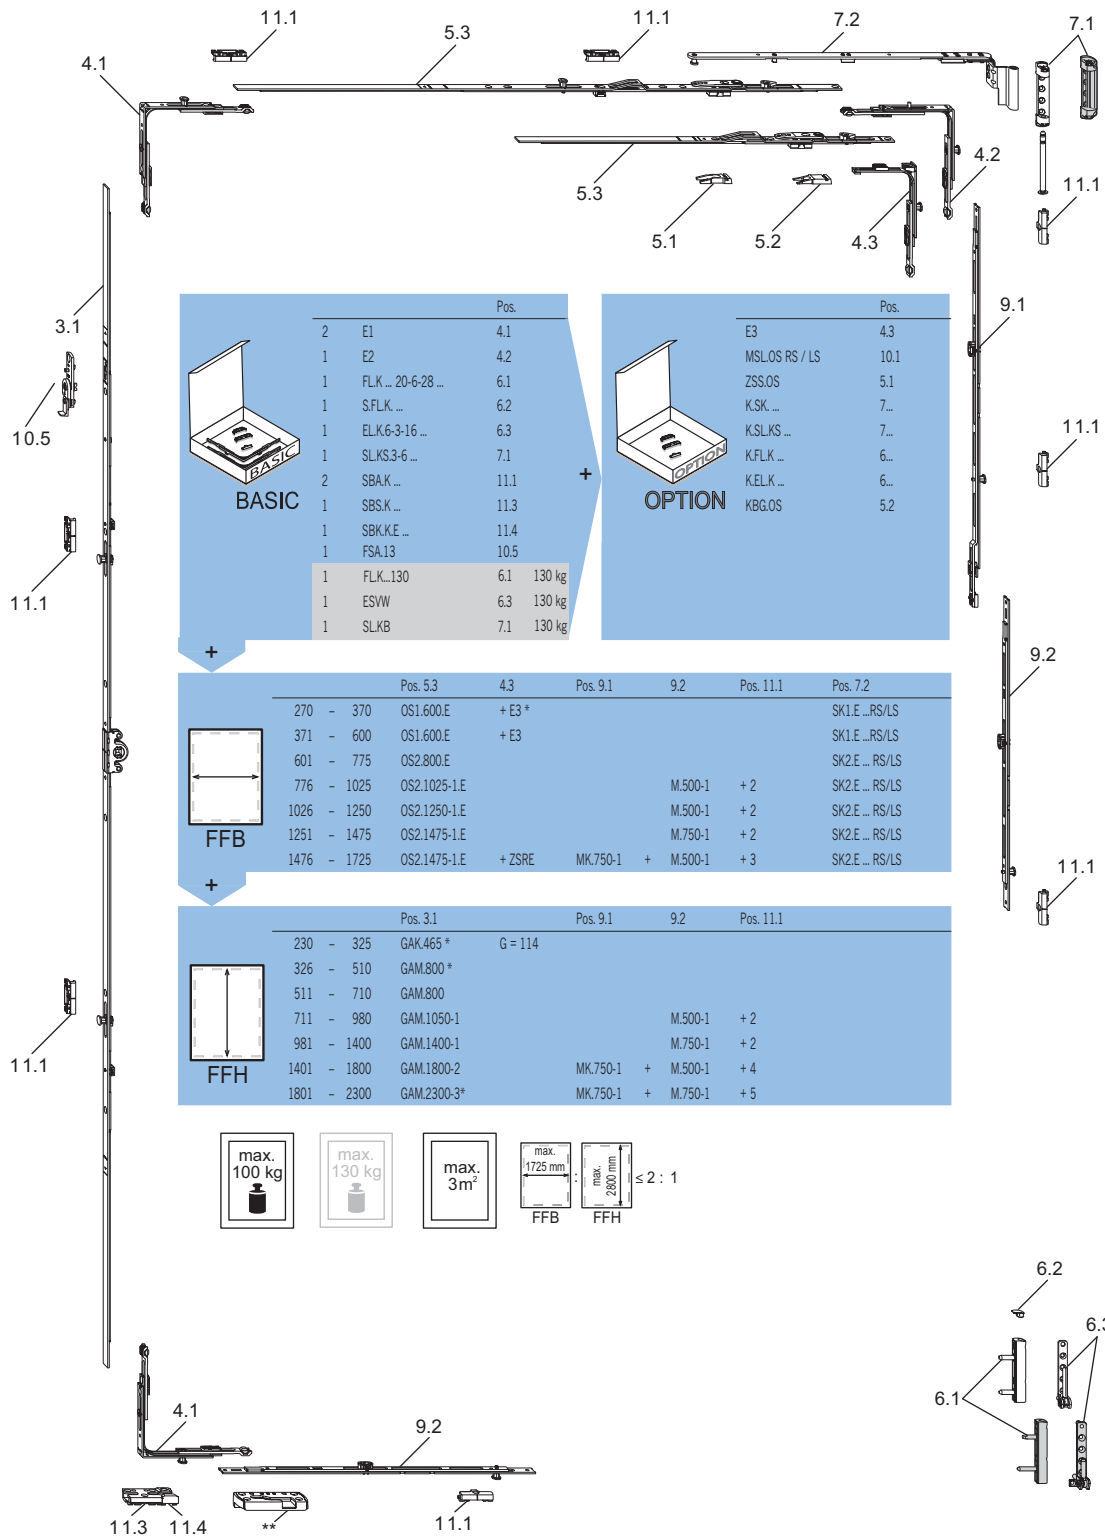 11.1
5.3
11.1
7.2
7.1
4.1
5.3
5.1
5.2
4.3
4.2
11.1
3.1
9.1
10.5
11.1
11.1
9.2
11.1
11.1
BASIC
BASIC
Pos.
2 E1 4.1
1 E2 4.2
1 FL.K ... 20-6-28 ... 6.1
1 S.FL.K. ... 6.2
1 EL.K.6-3-16 ... 6.3
1 SL.KS.3-6 ... 7.1
2 SBA.K ... 11.1
1 SBS.K ... 11.3
1 SBK.K.E ... 11.4
1 FSA.13 10.5
1 FL.K...130 6.1 130 kg
1 ESVW 6.3 130 kg
1 SL.KB 7.1 130 kg
+
OPTION
OPTION
Pos.
E3 4.3
MSL.OS RS / LS 10.1
ZSS.OS 5.1
K.SK. ... 7...
K.SL.KS ... 7...
K.FL.K ... 6...
K.EL.K ... 6...
KBG.OS 5.2
+
FFB
Pos. 5.3 4.3 Pos. 9.1 9.2 Pos. 11.1 Pos. 7.2
270 – 370 OS1.600.E + E3 * SK1.E ...RS/LS
371 – 600 OS1.600.E + E3 SK1.E ...RS/LS
601 – 775 OS2.800.E SK2.E ... RS/LS
776 – 1025 OS2.1025-1.E M.500-1 + 2 SK2.E ... RS/LS
1026 – 1250 OS2.1250-1.E M.500-1 + 2 SK2.E ... RS/LS
1251 – 1475 OS2.1475-1.E M.750-1 + 2 SK2.E ... RS/LS
1476 – 1725 OS2.1475-1.E + ZSRE MK.750-1 + M.500-1 + 3 SK2.E ... RS/LS
+
FFH
Pos. 3.1 Pos. 9.1 9.2 Pos. 11.1
230 – 325 GAK.465 * G = 114
326 – 510 GAM.800 *
511 – 710 GAM.800
711 – 980 GAM.1050-1 M.500-1 + 2
981 – 1400 GAM.1400-1 M.750-1 + 2
1401 – 1800 GAM.1800-2 MK.750-1 + M.500-1 + 4
1801 – 2300 GAM.2300-3* MK.750-1 + M.750-1 + 5
max.
100 kg
max.
130 kg
max.
3m²
max.
1725 mm
FFB
:
max.
2800 mm
FFH
≤ 2 : 1
6.2
6.3
6.1
4.1
9.2
11.3
11.4
**
11.1